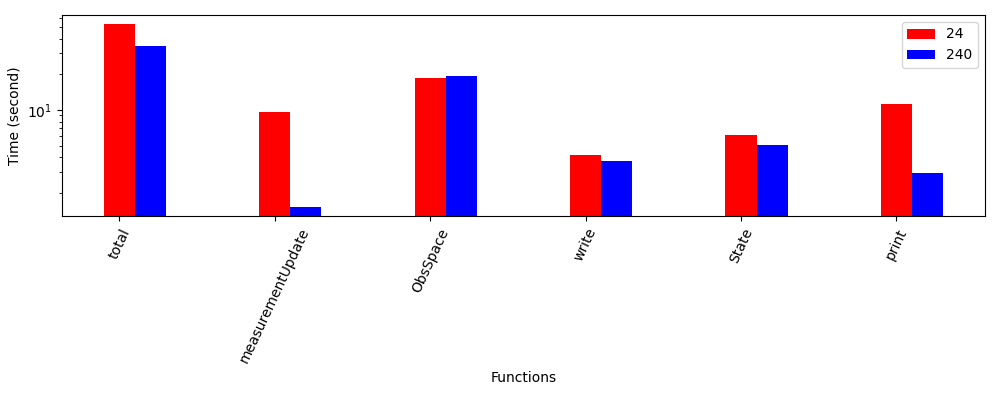 Time (second)
10¹
24
240
total
measurementUpdate
ObsSpace
write
State
print
Functions